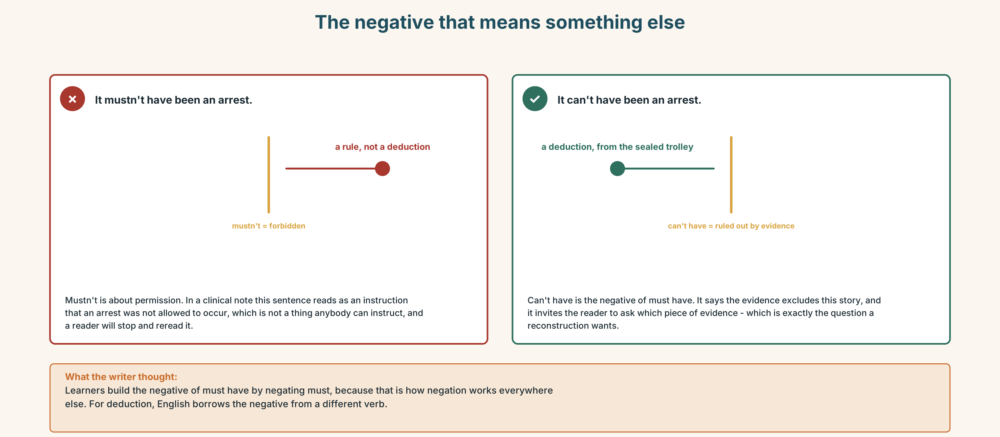 The negative that means something else
It mustn't have been an arrest.
a rule, not a deduction
mustn't = forbidden
Mustn't is about permission. In a clinical note this sentence reads as an instruction
that an arrest was not allowed to occur, which is not a thing anybody can instruct, and
a reader will stop and reread it.
It can't have been an arrest.
a deduction, from the sealed trolley
can't have = ruled out by evidence
Can't have is the negative of must have. It says the evidence excludes this story, and
it invites the reader to ask which piece of evidence - which is exactly the question a
reconstruction wants.
What the writer thought:
Learners build the negative of must have by negating must, because that is how negation works everywhere
else. For deduction, English borrows the negative from a different verb.